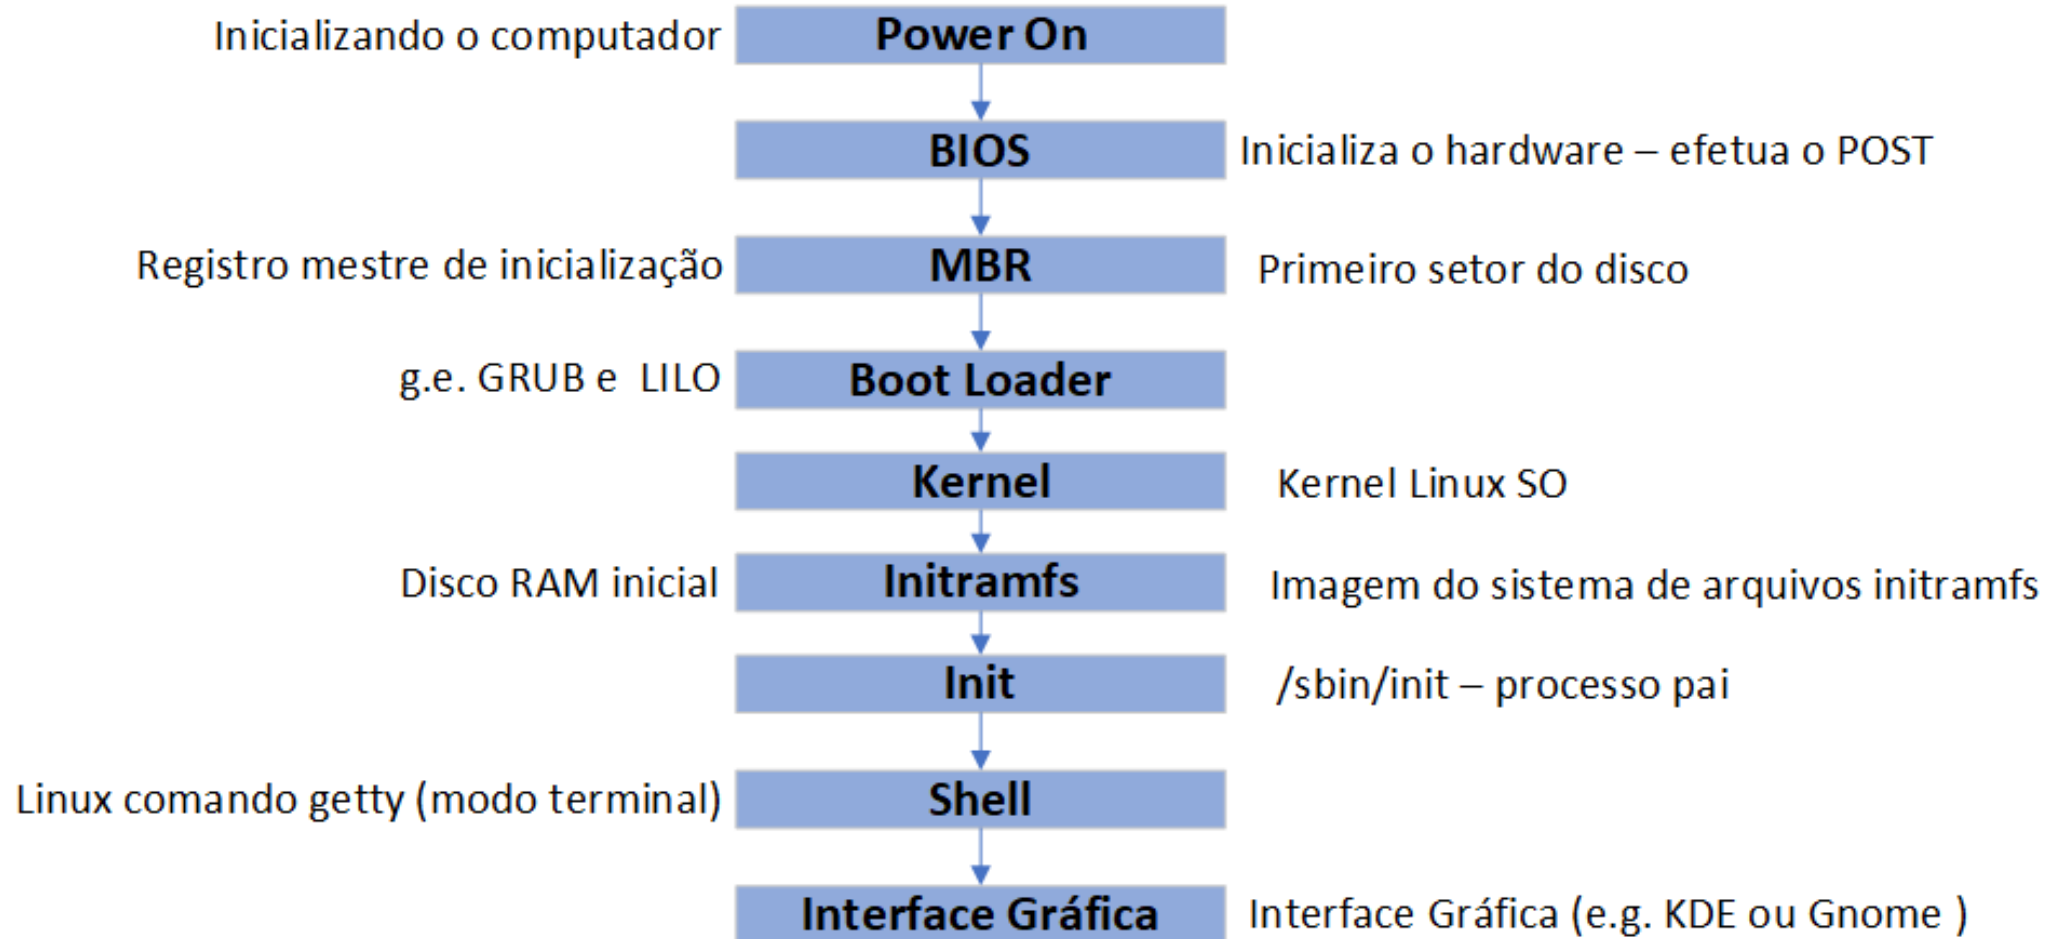 Inicializando o computador
Power On
BIOS
Inicializa o hardware – efetua o POST
Registro mestre de inicialização
MBR
Primeiro setor do disco
g.e. GRUB e  LILO
Boot Loader
Kernel
Kernel Linux SO
Disco RAM inicial
Initramfs
Imagem do sistema de arquivos initramfs
Init
/sbin/init – processo pai
Linux comando getty (modo terminal)
Shell
Interface Gráfica
Interface Gráfica (e.g. KDE ou Gnome )